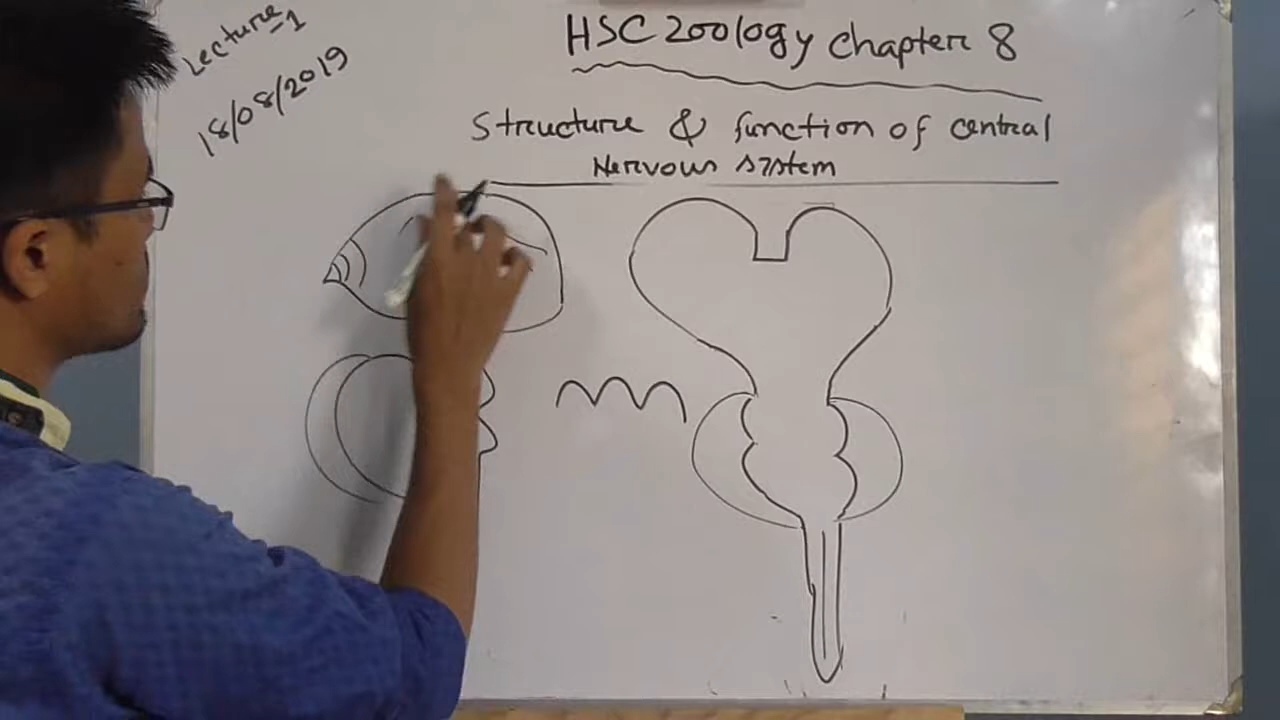 Lecture-1
18/08/2019
HSC Zoology chapter 8
Structure & function of central
Nervous system